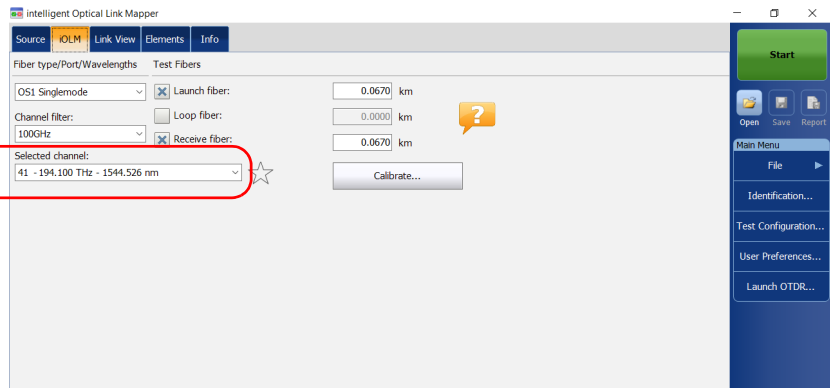 intelligent Optical Link Mapper
Source iOLM Link View Elements Info
Fiber type/Port/Wavelengths Test Fibers
OS1 Singlemode Launch fiber: 0.0670 km
Channel filter: Loop fiber: 0.0000 km
100GHz Receive fiber: 0.0670 km
Selected channel:
41 - 194.100 THz - 1544.526 nm Calibrate...
Start
Open Save Report
Main Menu
File
Identification...
Test Configuration...
User Preferences...
Launch OTDR...